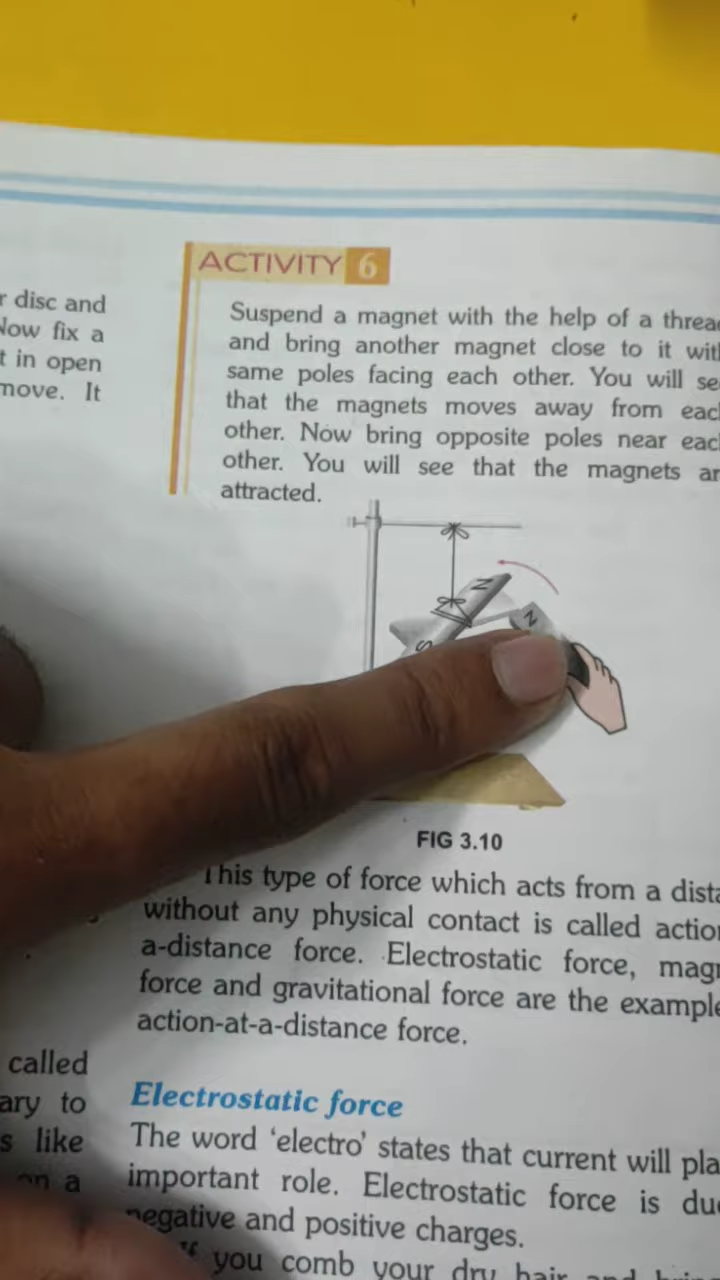 r disc and
Now fix a
t in open
move. It
ACTIVITY 6
Suspend a magnet with the help of a threa
and bring another magnet close to it wit
same poles facing each other. You will se
that the magnets moves away from eac
other. Now bring opposite poles near eac
other. You will see that the magnets ar
attracted.
N
N
S
FIG 3.10
This type of force which acts from a dista
without any physical contact is called actio
a-distance force. Electrostatic force, mag
force and gravitational force are the example
action-at-a-distance force.
called
ary to
s like
on a
Electrostatic force
The word ‘electro’ states that current will pla
important role. Electrostatic force is du
negative and positive charges.
If you comb your dry hair and bri